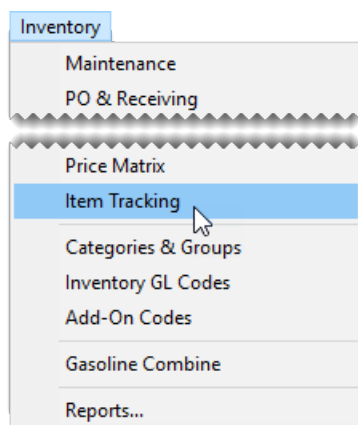 Inventory
Maintenance
PO & Receiving
Price Matrix
Item Tracking
Categories & Groups
Inventory GL Codes
Add-On Codes
Gasoline Combine
Reports...